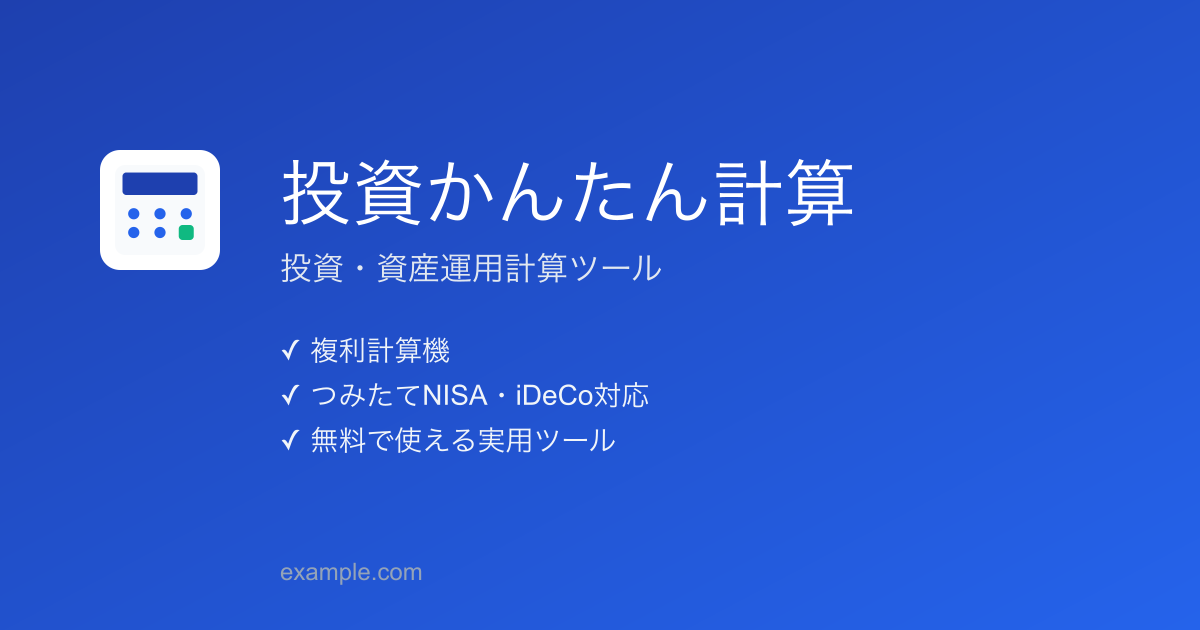 投資かんたん計算
投資・資産運用計算ツール
✓ 複利計算機
✓ つみたてNISA・iDeCo対応
✓ 無料で使える実用ツール
example.com